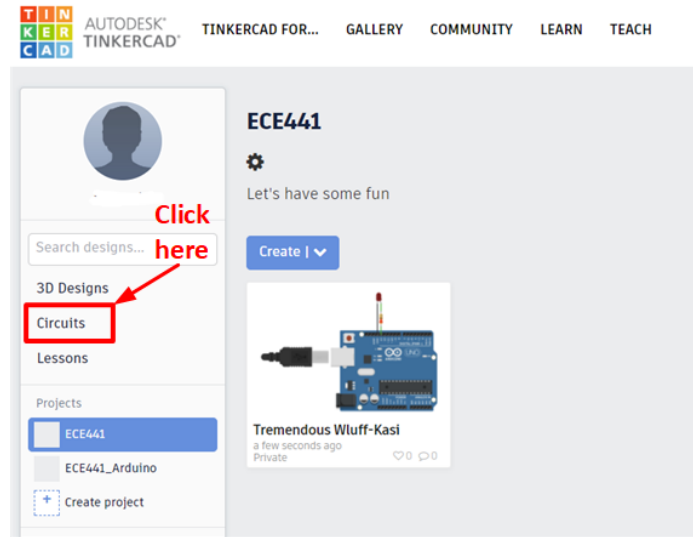 TIN
KER
CAD
AUTODESK®
TINKERCAD®
TINKERCAD FOR... GALLERY COMMUNITY LEARN TEACH
ECE441
Let's have some fun
Click
here
Search designs...
Create | 
3D Designs
Circuits
Lessons
Projects
ECE441
ECE441_Arduino
+ Create project
UNO
Tremendous Wluff-Kasi
a few seconds ago
Private 0 0